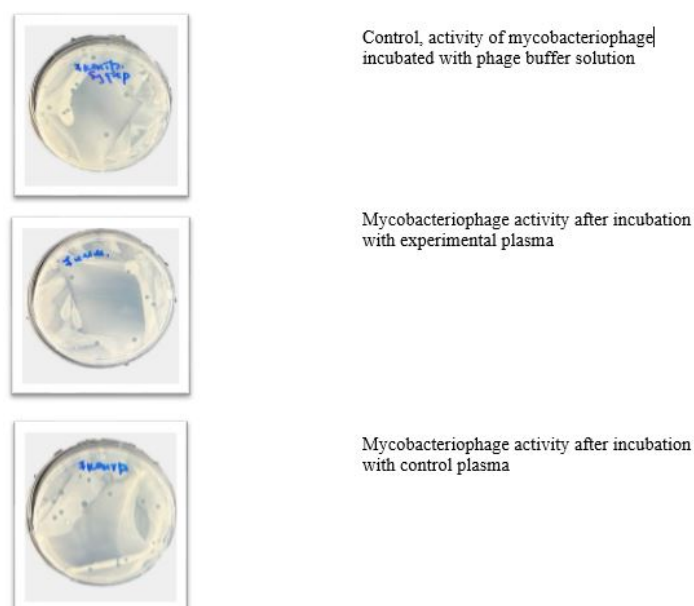 Control, activity of mycobacteriophage
incubated with phage buffer solution
Mycobacteriophage activity after incubation
with experimental plasma
Mycobacteriophage activity after incubation
with control plasma